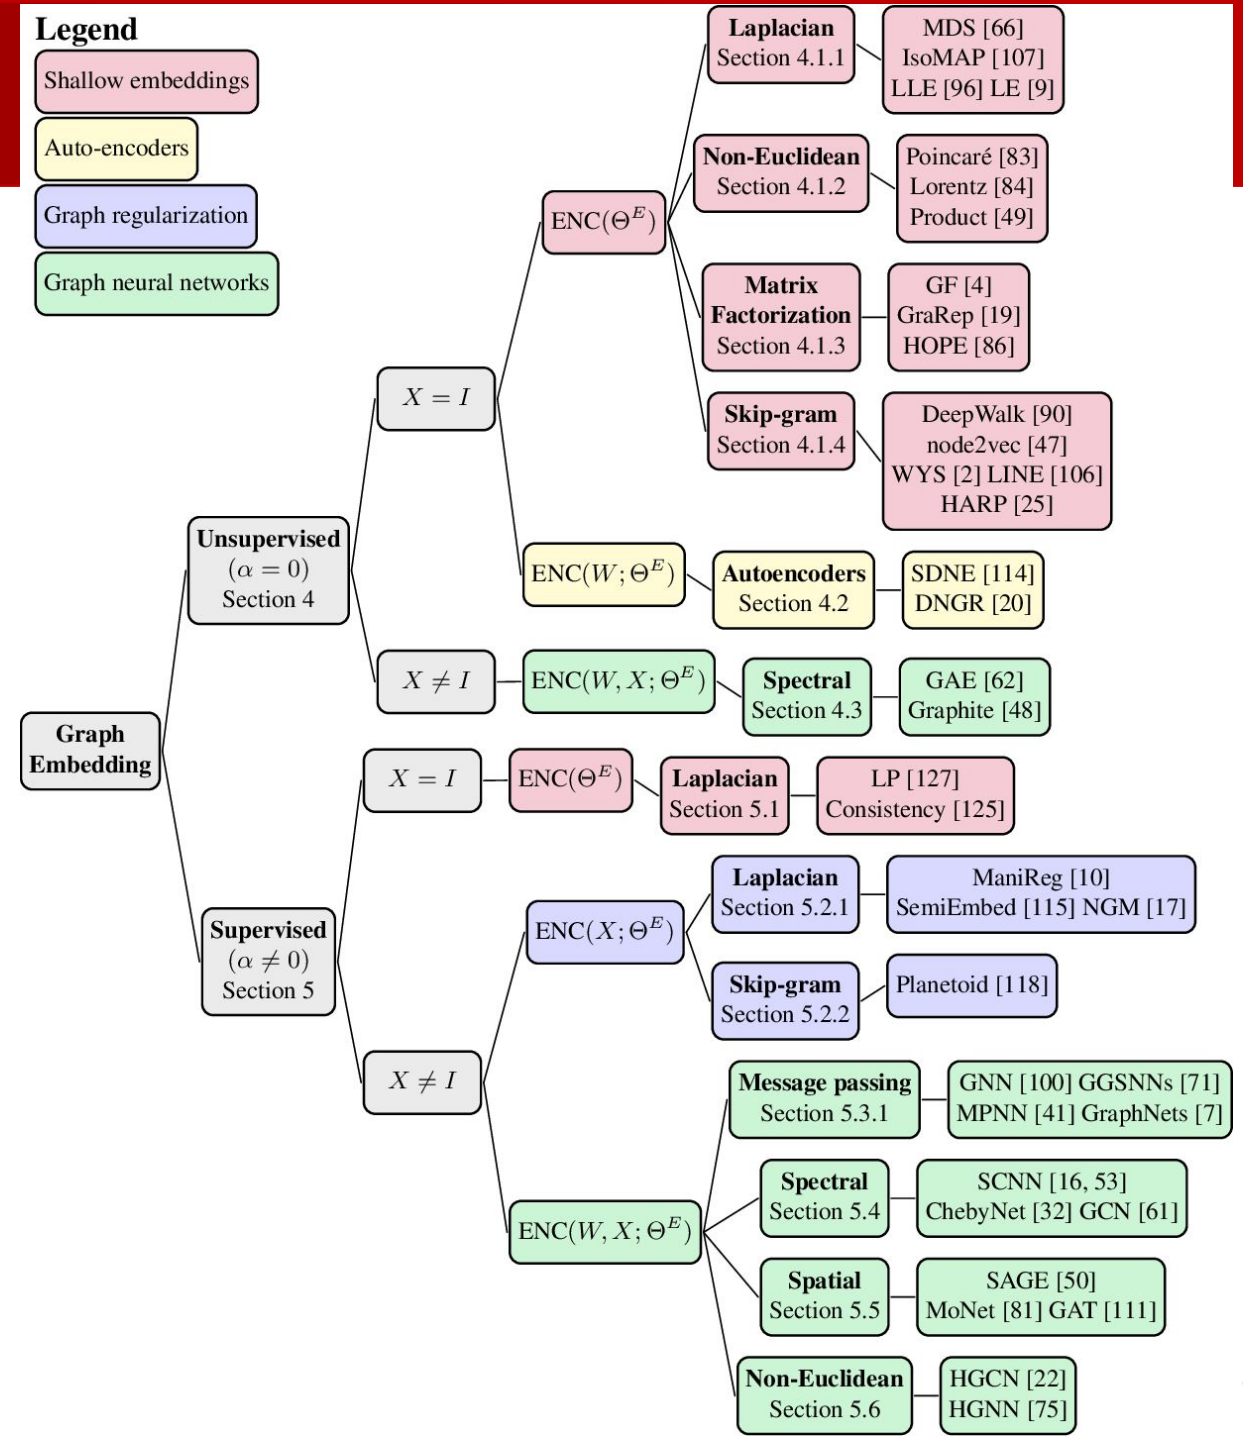 Legend
Shallow embeddings
Auto-encoders
Graph regularization
Graph neural networks
Graph
Embedding
Unsupervised
(α = 0)
Section 4
X = I
ENC(Θ^E)
Laplacian
Section 4.1.1
MDS [66]
IsoMAP [107]
LLE [96] LE [9]
Non-Euclidean
Section 4.1.2
Poincaré [83]
Lorentz [84]
Product [49]
Matrix
Factorization
Section 4.1.3
GF [4]
GraRep [19]
HOPE [86]
Skip-gram
Section 4.1.4
DeepWalk [90]
node2vec [47]
WYS [2] LINE [106]
HARP [25]
ENC(W; Θ^E)
Autoencoders
Section 4.2
SDNE [114]
DNGR [20]
X ≠ I
ENC(W, X; Θ^E)
Spectral
Section 4.3
GAE [62]
Graphite [48]
Supervised
(α ≠ 0)
Section 5
X = I
ENC(Θ^E)
Laplacian
Section 5.1
LP [127]
Consistency [125]
X ≠ I
ENC(X; Θ^E)
Laplacian
Section 5.2.1
ManiReg [10]
SemiEmbed [115] NGM [17]
Skip-gram
Section 5.2.2
Planetoid [118]
ENC(W, X; Θ^E)
Message passing
Section 5.3.1
GNN [100] GGSNNs [71]
MPNN [41] GraphNets [7]
Spectral
Section 5.4
SCNN [16, 53]
ChebyNet [32] GCN [61]
Spatial
Section 5.5
SAGE [50]
MoNet [81] GAT [111]
Non-Euclidean
Section 5.6
HGCN [22]
HGNN [75]